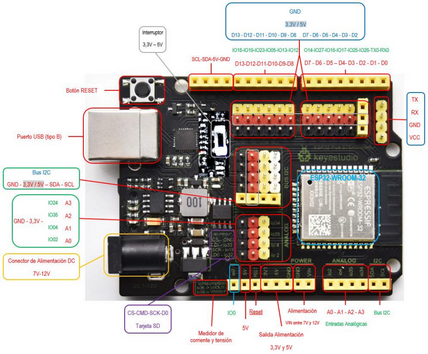 GND
3,3V / 5V
D13 - D12 - D11 - D10 - D9 - D8
D7 - D6 - D5 - D4 - D3 - D2
Interruptor
3,3V – 5V
SCL-SDA-5V-GND
IO18-IO19-IO23-IO05-IO13-IO12
D13-D12-D11-D10-D9-D8
IO14-IO27-IO16-IO17-IO25-IO26-TX0-RX0
D7 - D6 - D5 – D4- D3 - D2 - D1 - D0
Botón RESET
Puerto USB (tipo B)
TX
RX
GND
VCC
keyestudio
ESP32-WROOM-32
Bus I2C
GND - 3,3V / 5V – SDA - SCL
100
GND - 3,3V -
IO24 A3
IO35 A2
IO34 A1
IO02 A0
Conector de Alimentación DC
7V-12V
POWER
ANALOG
I2C
CS-CMD-SCK-D0
Tarjeta SD
Medidor de
corriente y tensión
IO0
5V
Reset
Salida Alimentación
3,3V y 5V
Alimentación
VIN entre 7V y 12V
A0 – A1 - A2 – A3
Entradas Analógicas
Bus I2C